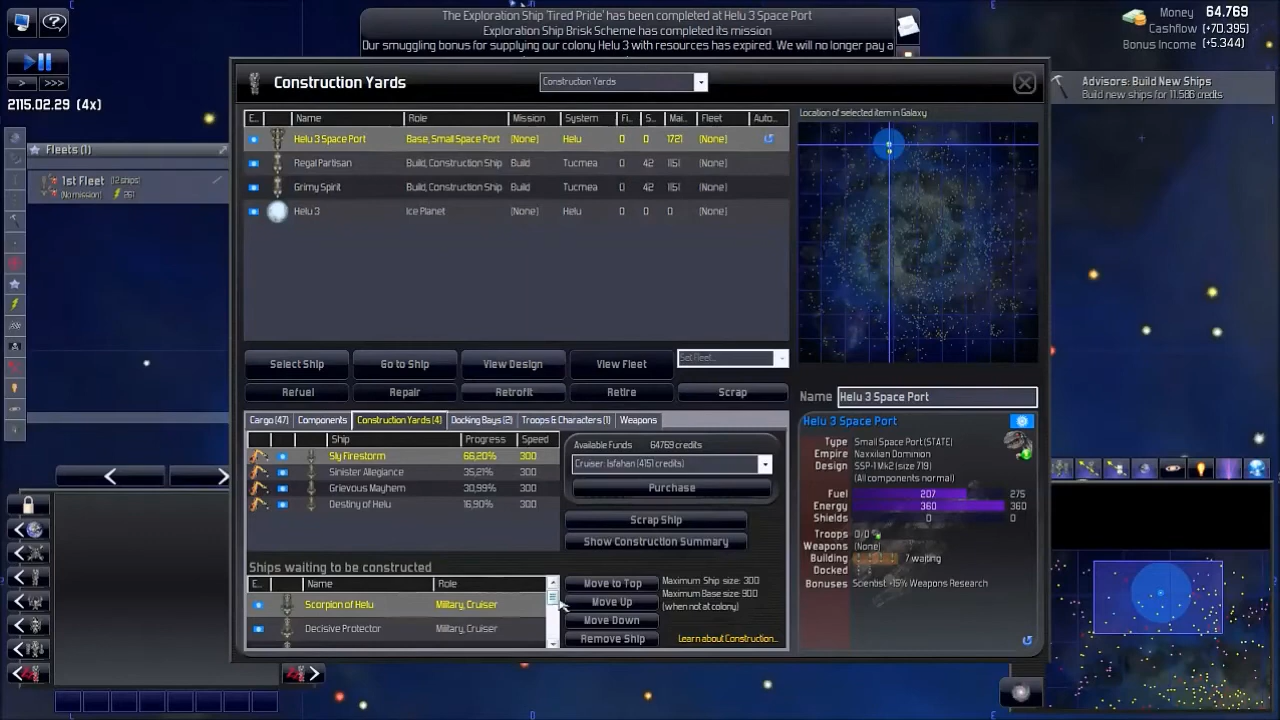 The Exploration Ship 'Tired Pride' has been completed at Helu 3 Space Port
Exploration Ship Brisk Scheme has completed its mission
Our smuggling bonus for supplying our colony Helu 3 with resources has expired. We will no longer pay a
Money 64.769
Cashflow (+70.395)
Bonus Income (+5.344)
> >>>
2115.02.29 (4x)
Advisors: Build New Ships
Build new ships for 11.586 credits
Fleets (1)
1st Fleet (12 ships)
(No mission) 261
Construction Yards
Construction Yards
E... Name Role Mission System Fi... S... Mai... Fleet Auto...
Helu 3 Space Port Base, Small Space Port (None) Helu 0 0 1721 (None)
Regal Partisan Build, Construction Ship Build Tucmea 0 42 1151 (None)
Grimy Spirit Build, Construction Ship Build Tucmea 0 42 1151 (None)
Helu 3 Ice Planet (None) Helu 0 0 0 (None)
Location of selected item in Galaxy
Select Ship Go to Ship View Design View Fleet Set Fleet...
Refuel Repair Retrofit Retire Scrap
Cargo (47) Components Construction Yards (4) Docking Bays (2) Troops & Characters (1) Weapons
Ship Progress Speed
Sly Firestorm 66,20% 300
Sinister Allegiance 35,21% 300
Grievous Mayhem 30,99% 300
Destiny of Helu 16,90% 300
Available Funds 64769 credits
Cruiser: Isfahan (4151 credits)
Purchase
Scrap Ship
Show Construction Summary
Ships waiting to be constructed
E... Name Role
Scorpion of Helu Military, Cruiser
Decisive Protector Military, Cruiser
Move to Top
Move Up
Move Down
Remove Ship
Maximum Ship size: 300
Maximum Base size: 900
(when not at colony)
Learn about Construction...
Name Helu 3 Space Port
Helu 3 Space Port
Type Small Space Port (STATE)
Empire Naxxilian Dominion
Design SSP-1 Mk2 (size 719)
(All components normal)
Fuel 207 275
Energy 360 360
Shields 0 0
Troops 0/0
Weapons (None)
Building 7 waiting
Docked
Bonuses Scientist +15% Weapons Research